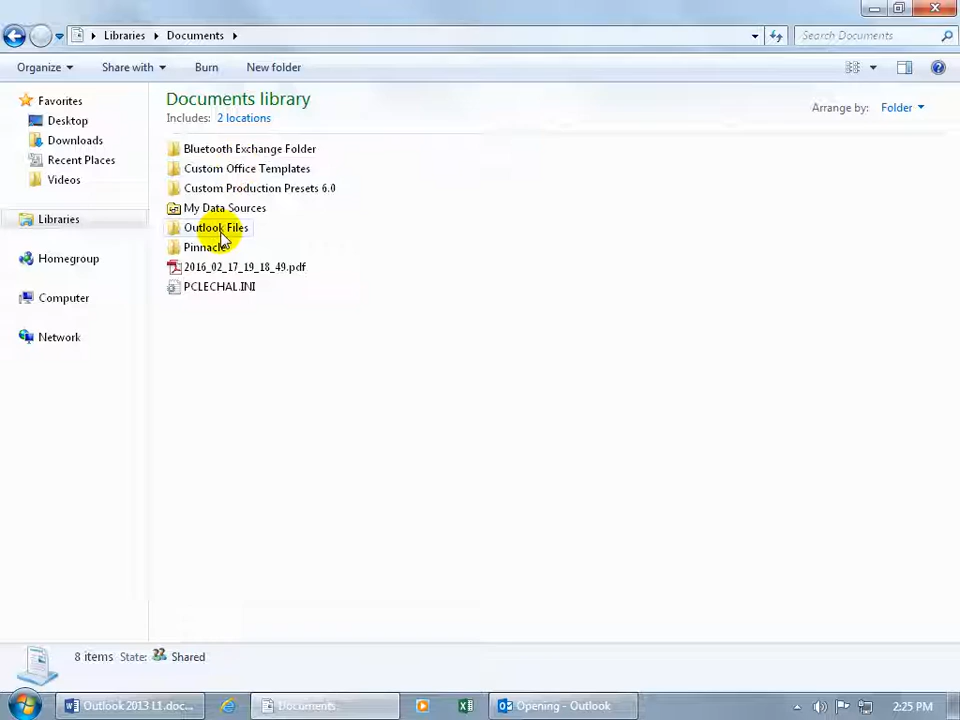 Libraries Documents Search Documents
Organize Share with Burn New folder
Favorites
Desktop
Downloads
Recent Places
Videos
Libraries
Homegroup
Computer
Network
Documents library
Includes: 2 locations
Arrange by: Folder
Bluetooth Exchange Folder
Custom Office Templates
Custom Production Presets 6.0
My Data Sources
Outlook Files
Pinnacle
2016_02_17_19_18_49.pdf
PCLECHAL.INI
8 items State: Shared
Outlook 2013 L1.doc... Documents Opening - Outlook 2:25 PM